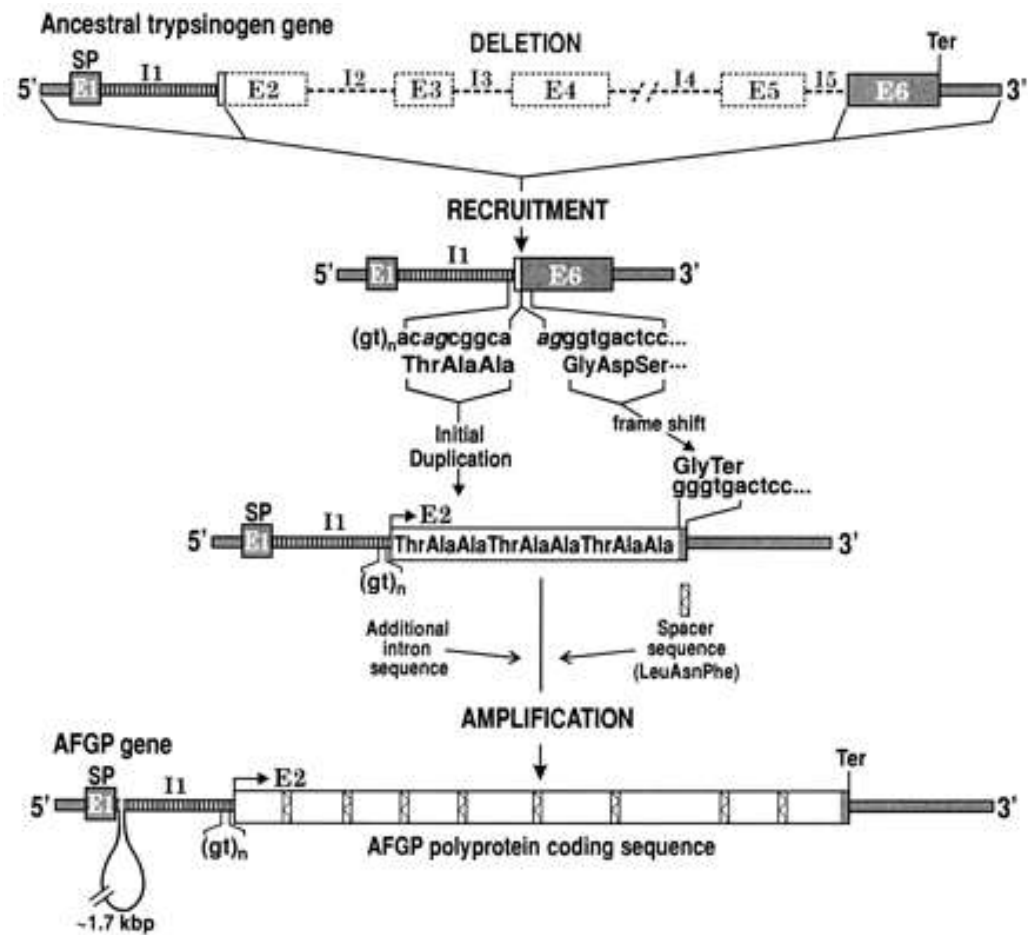 Ancestral trypsinogen gene
DELETION
SP
Ter
5' E1 I1 E2 I2 E3 I3 E4 I4 E5 I5 E6 3'
RECRUITMENT
I1
5' E1 E6 3'
(gt)nacagcggca agggtgactcc...
ThrAlaAla GlyAspSer...
frame shift
Initial
Duplication
GlyTer
gggtgactcc...
SP
I1
E2
5' E1 ThrAlaAlaThrAlaAlaThrAlaAla 3'
(gt)n
Additional
intron
sequence
Spacer
sequence
(LeuAsnPhe)
AMPLIFICATION
AFGP gene
SP
I1
E2
Ter
5' E1 3'
(gt)n
AFGP polyprotein coding sequence
~1.7 kbp